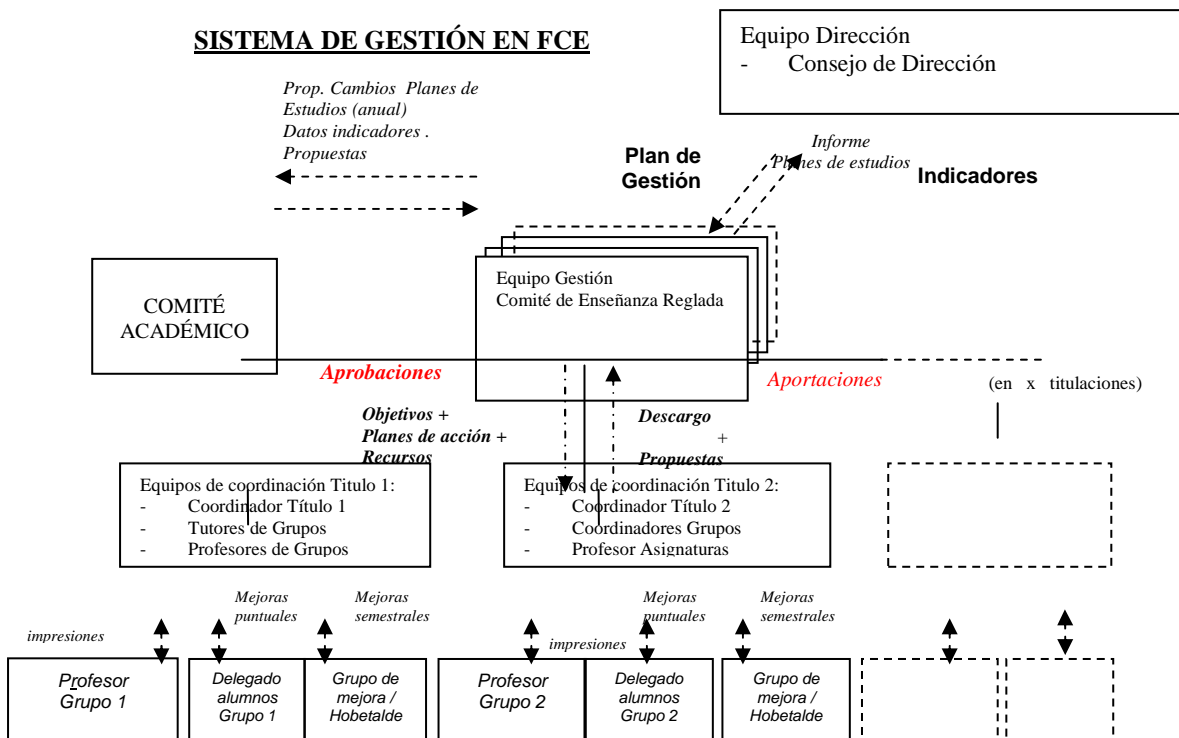 SISTEMA DE GESTIÓN EN FCE
Equipo Dirección
- Consejo de Dirección
Prop. Cambios Planes de
Estudios (anual)
Datos indicadores .
Propuestas
Plan de
Gestión
Informe
Planes de estudios
Indicadores
COMITÉ
ACADÉMICO
Equipo Gestión
Comité de Enseñanza Reglada
Aprobaciones
Aportaciones
(en x titulaciones)
Objetivos +
Planes de acción +
Recursos
Descargo
+
Propuestas
Equipos de coordinación Titulo 1:
- Coordinador Título 1
- Tutores de Grupos
- Profesores de Grupos
Equipos de coordinación Titulo 2:
- Coordinador Título 2
- Coordinadores Grupos
- Profesor Asignaturas
impresiones
Mejoras
puntuales
Mejoras
semestrales
impresiones
Mejoras
puntuales
Mejoras
semestrales
Profesor
Grupo 1
Delegado
alumnos
Grupo 1
Grupo de
mejora /
Hobetalde
Profesor
Grupo 2
Delegado
alumnos
Grupo 2
Grupo de
mejora /
Hobetalde